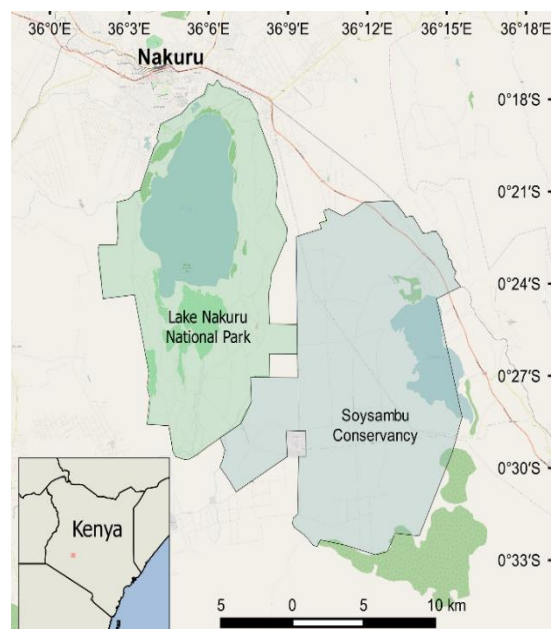 36°0'E 36°3'E 36°6'E 36°9'E 36°12'E 36°15'E 36°18'E
Nakuru
0°18'S
0°21'S
0°24'S
Lake Nakuru
National Park
0°27'S
Soysambu
Conservancy
0°30'S
Kenya
0°33'S
5 0 5 10 km